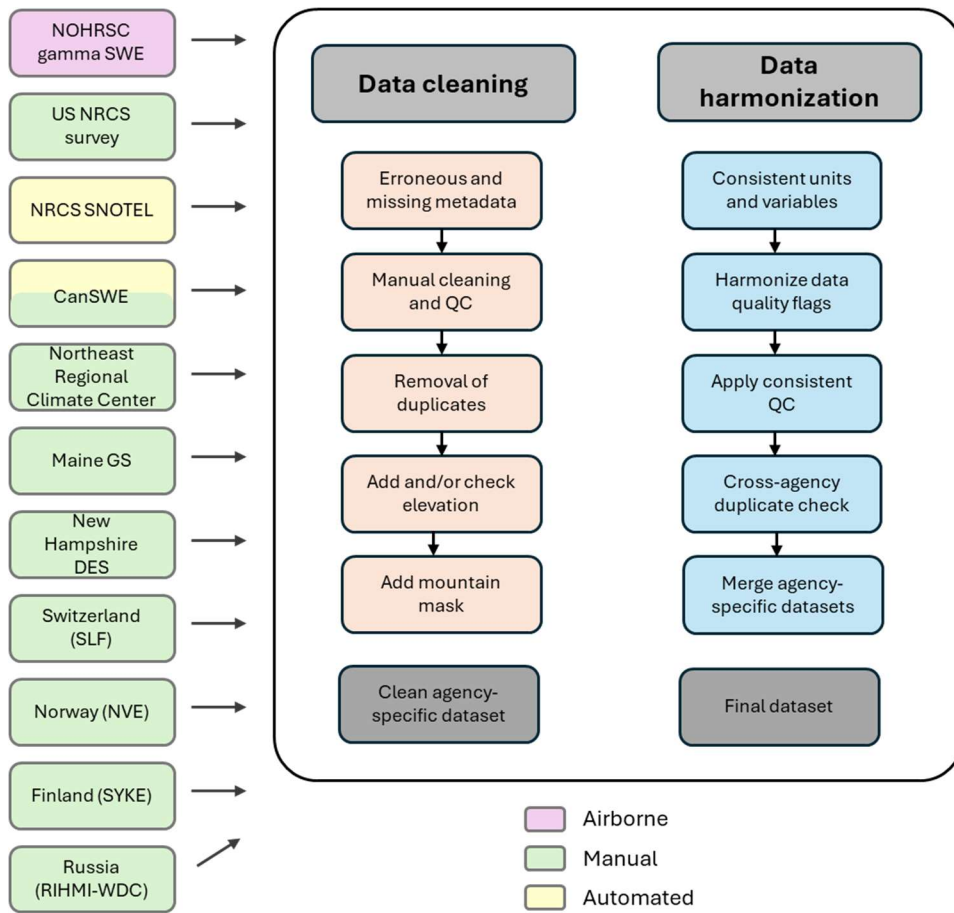 NOHRSC
gamma SWE
US NRCS
survey
NRCS SNOTEL
CanSWE
Northeast
Regional
Climate Center
Maine GS
New
Hampshire
DES
Switzerland
(SLF)
Norway (NVE)
Finland (SYKE)
Russia
(RIHMI-WDC)
Data cleaning
Erroneous and
missing metadata
Manual cleaning
and QC
Removal of
duplicates
Add and/or check
elevation
Add mountain
mask
Clean agency-
specific dataset
Data
harmonization
Consistent units
and variables
Harmonize data
quality flags
Apply consistent
QC
Cross-agency
duplicate check
Merge agency-
specific datasets
Final dataset
Airborne
Manual
Automated